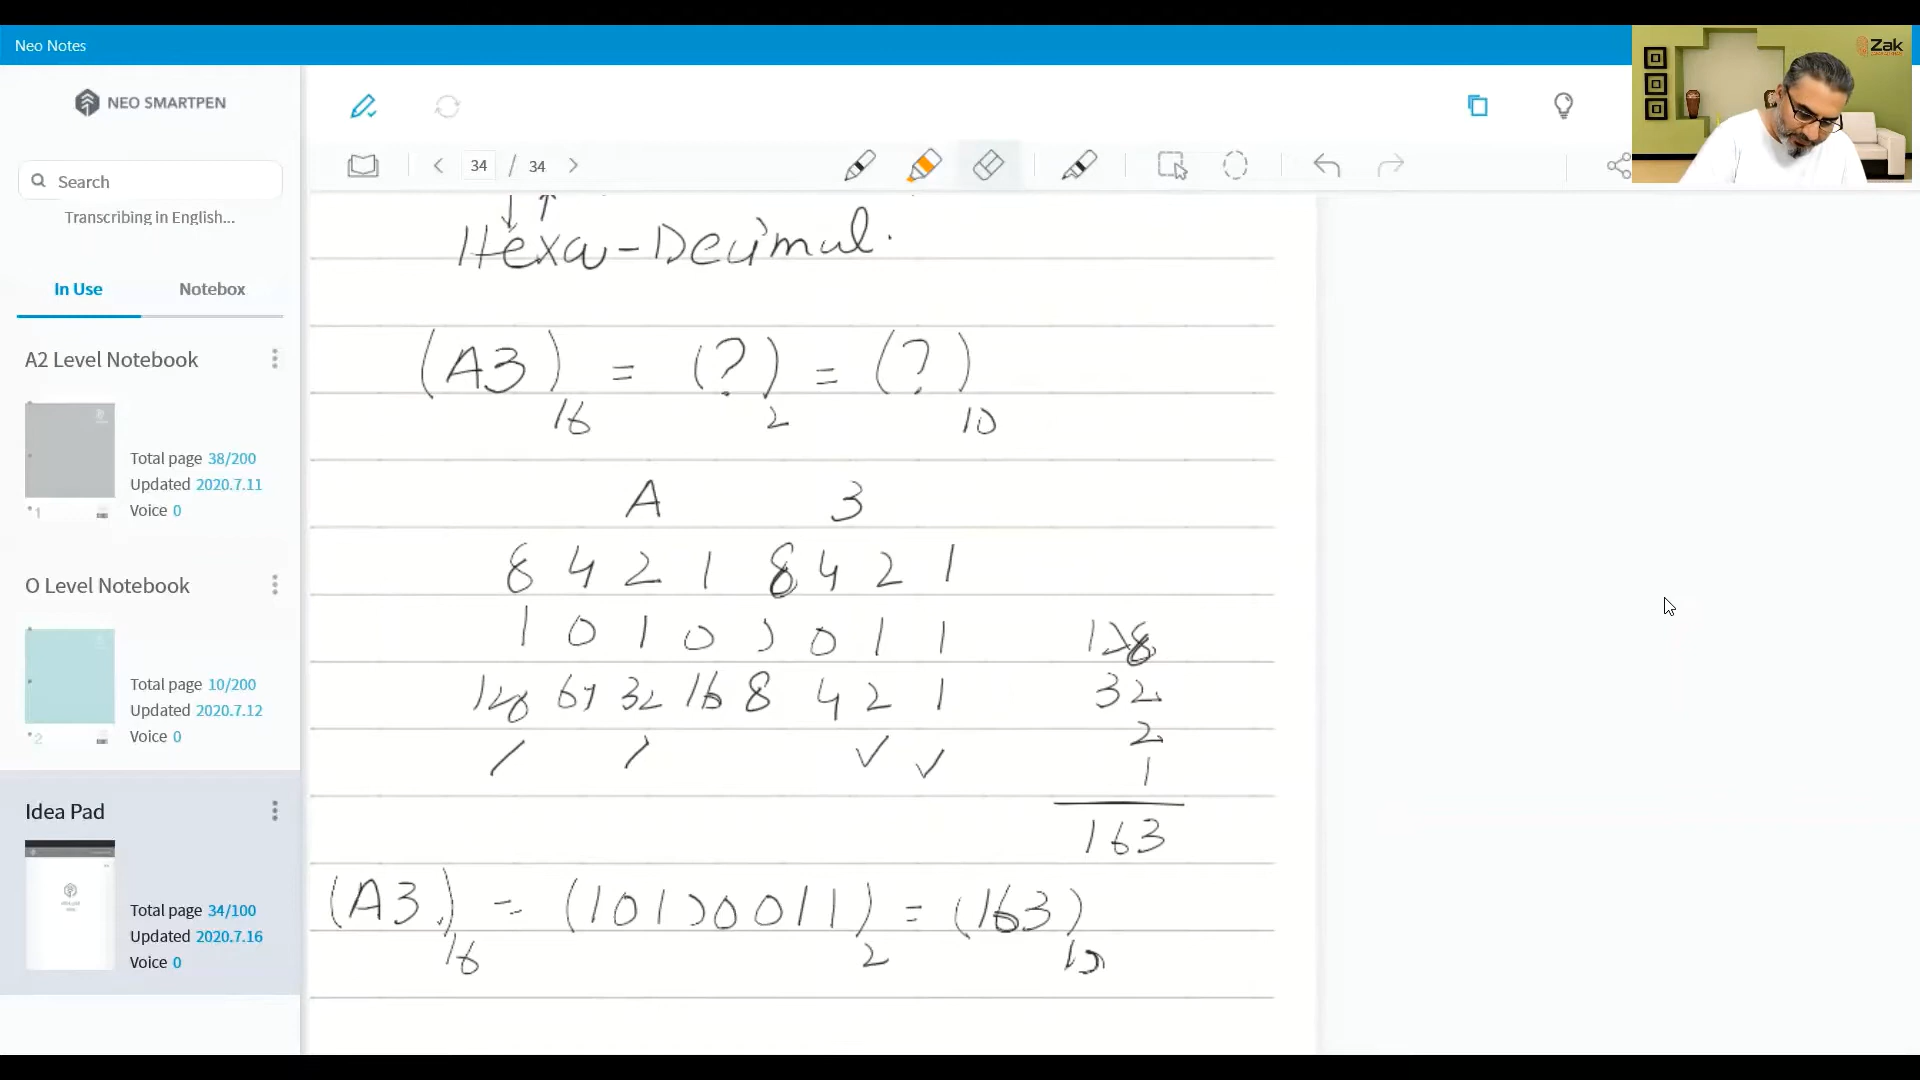 Neo Notes
Zak
NEO SMARTPEN
34 / 34
Search
Transcribing in English...
In Use Notebox
A2 Level Notebook
Total page 38/200
Updated 2020.7.11
Voice 0
1
O Level Notebook
Total page 10/200
Updated 2020.7.12
Voice 0
2
Idea Pad
Total page 34/100
Updated 2020.7.16
Voice 0
Hexa-Decimal.
(A3)16 = (?)2 = (?)10
A 3
8 4 2 1 8 4 2 1
1 0 1 0 0 0 1 1
128 64 32 16 8 4 2 1
/ / ✓ ✓
128
32
2
1
163
(A3)16 = (10100011)2 = (163)10